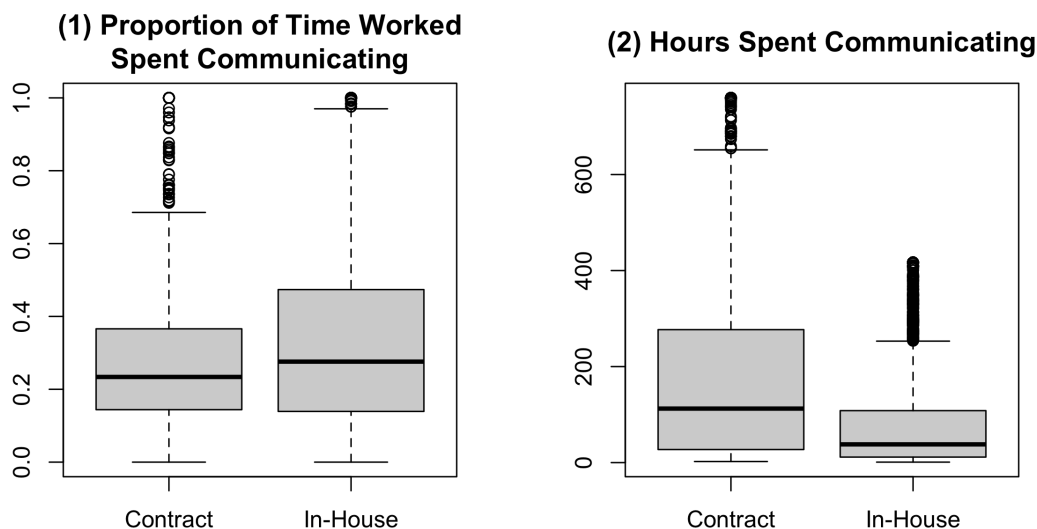 (1) Proportion of Time Worked
Spent Communicating
1.0
0.8
0.6
0.4
0.2
0.0
Contract
In-House
(2) Hours Spent Communicating
600
400
200
0
Contract
In-House